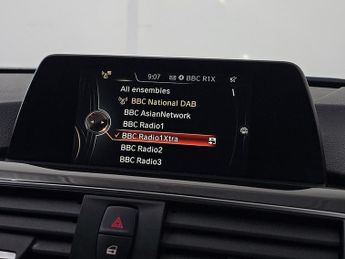 9:07 BBC R1X
All ensembles
BBC National DAB
BBC AsianNetwork
BBC Radio1
BBC Radio1Xtra
BBC Radio2
BBC Radio3